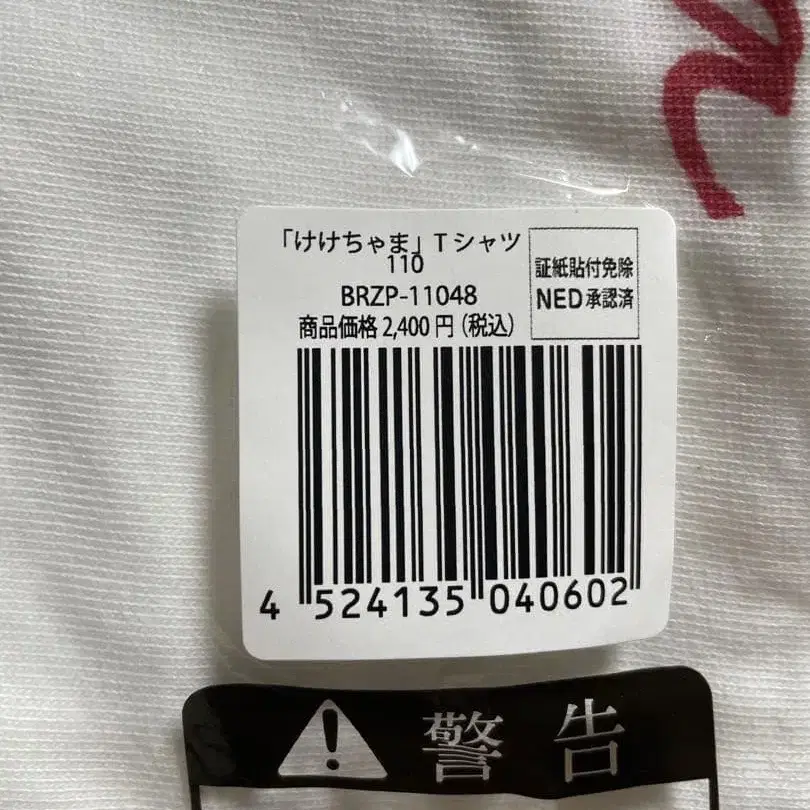 「けけちゃま」Tシャツ
110
BRZP-11048
商品価格 2,400 円 (税込)
証紙貼付免除
NED 承認済
4 524135 040602
警告